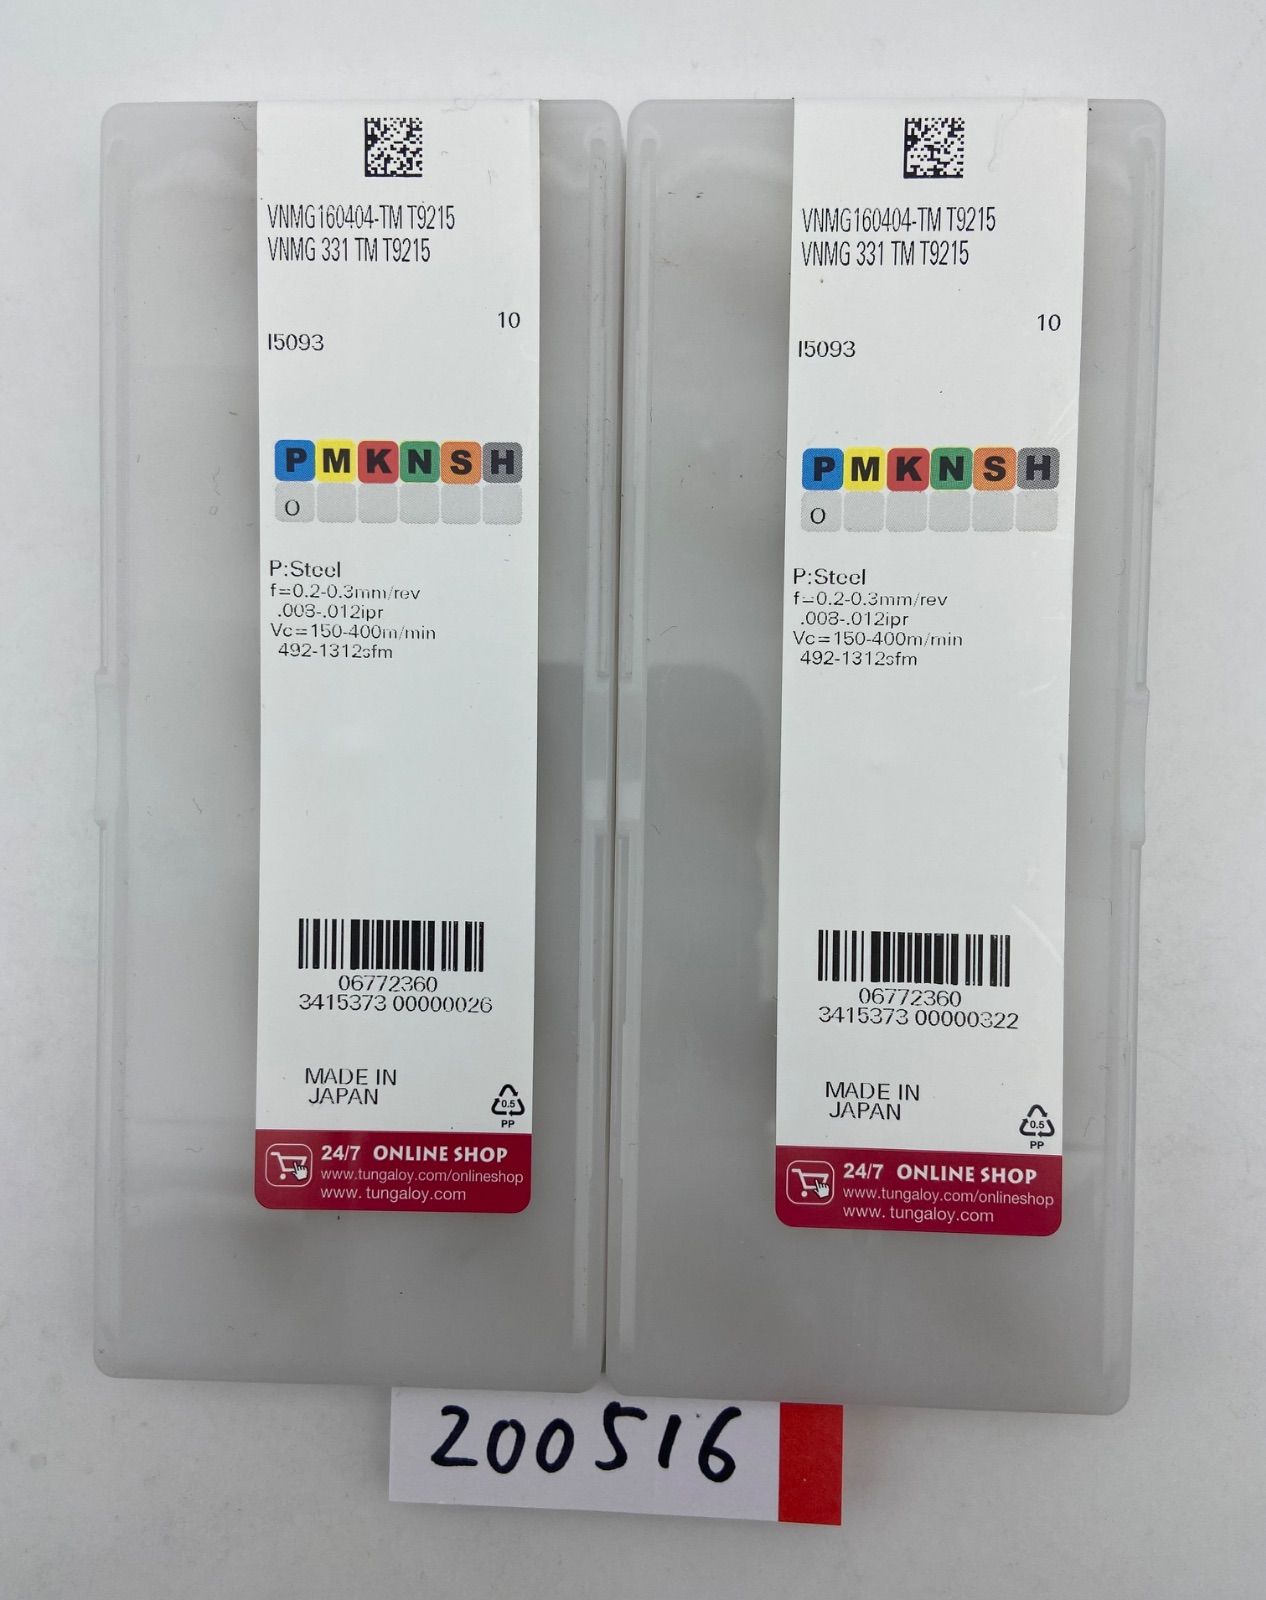 VNMG160404-TM T9215
VNMG 331 TM T9215
10
I5093
P M K N S H
O
P:Steel
f=0.2-0.3mm/rev
.008-.012ipr
Vc=150-400m/min
492-1312sfm
06772360
3415373 00000026
MADE IN
JAPAN
0.5
PP
24/7 ONLINE SHOP
www.tungaloy.com/onlineshop
www. tungaloy.com
VNMG160404-TM T9215
VNMG 331 TM T9215
10
I5093
P M K N S H
O
P:Steel
f=0.2-0.3mm/rev
.008-.012ipr
Vc=150-400m/min
492-1312sfm
06772360
3415373 00000322
MADE IN
JAPAN
0.5
PP
24/7 ONLINE SHOP
www.tungaloy.com/onlineshop
www. tungaloy.com
200516